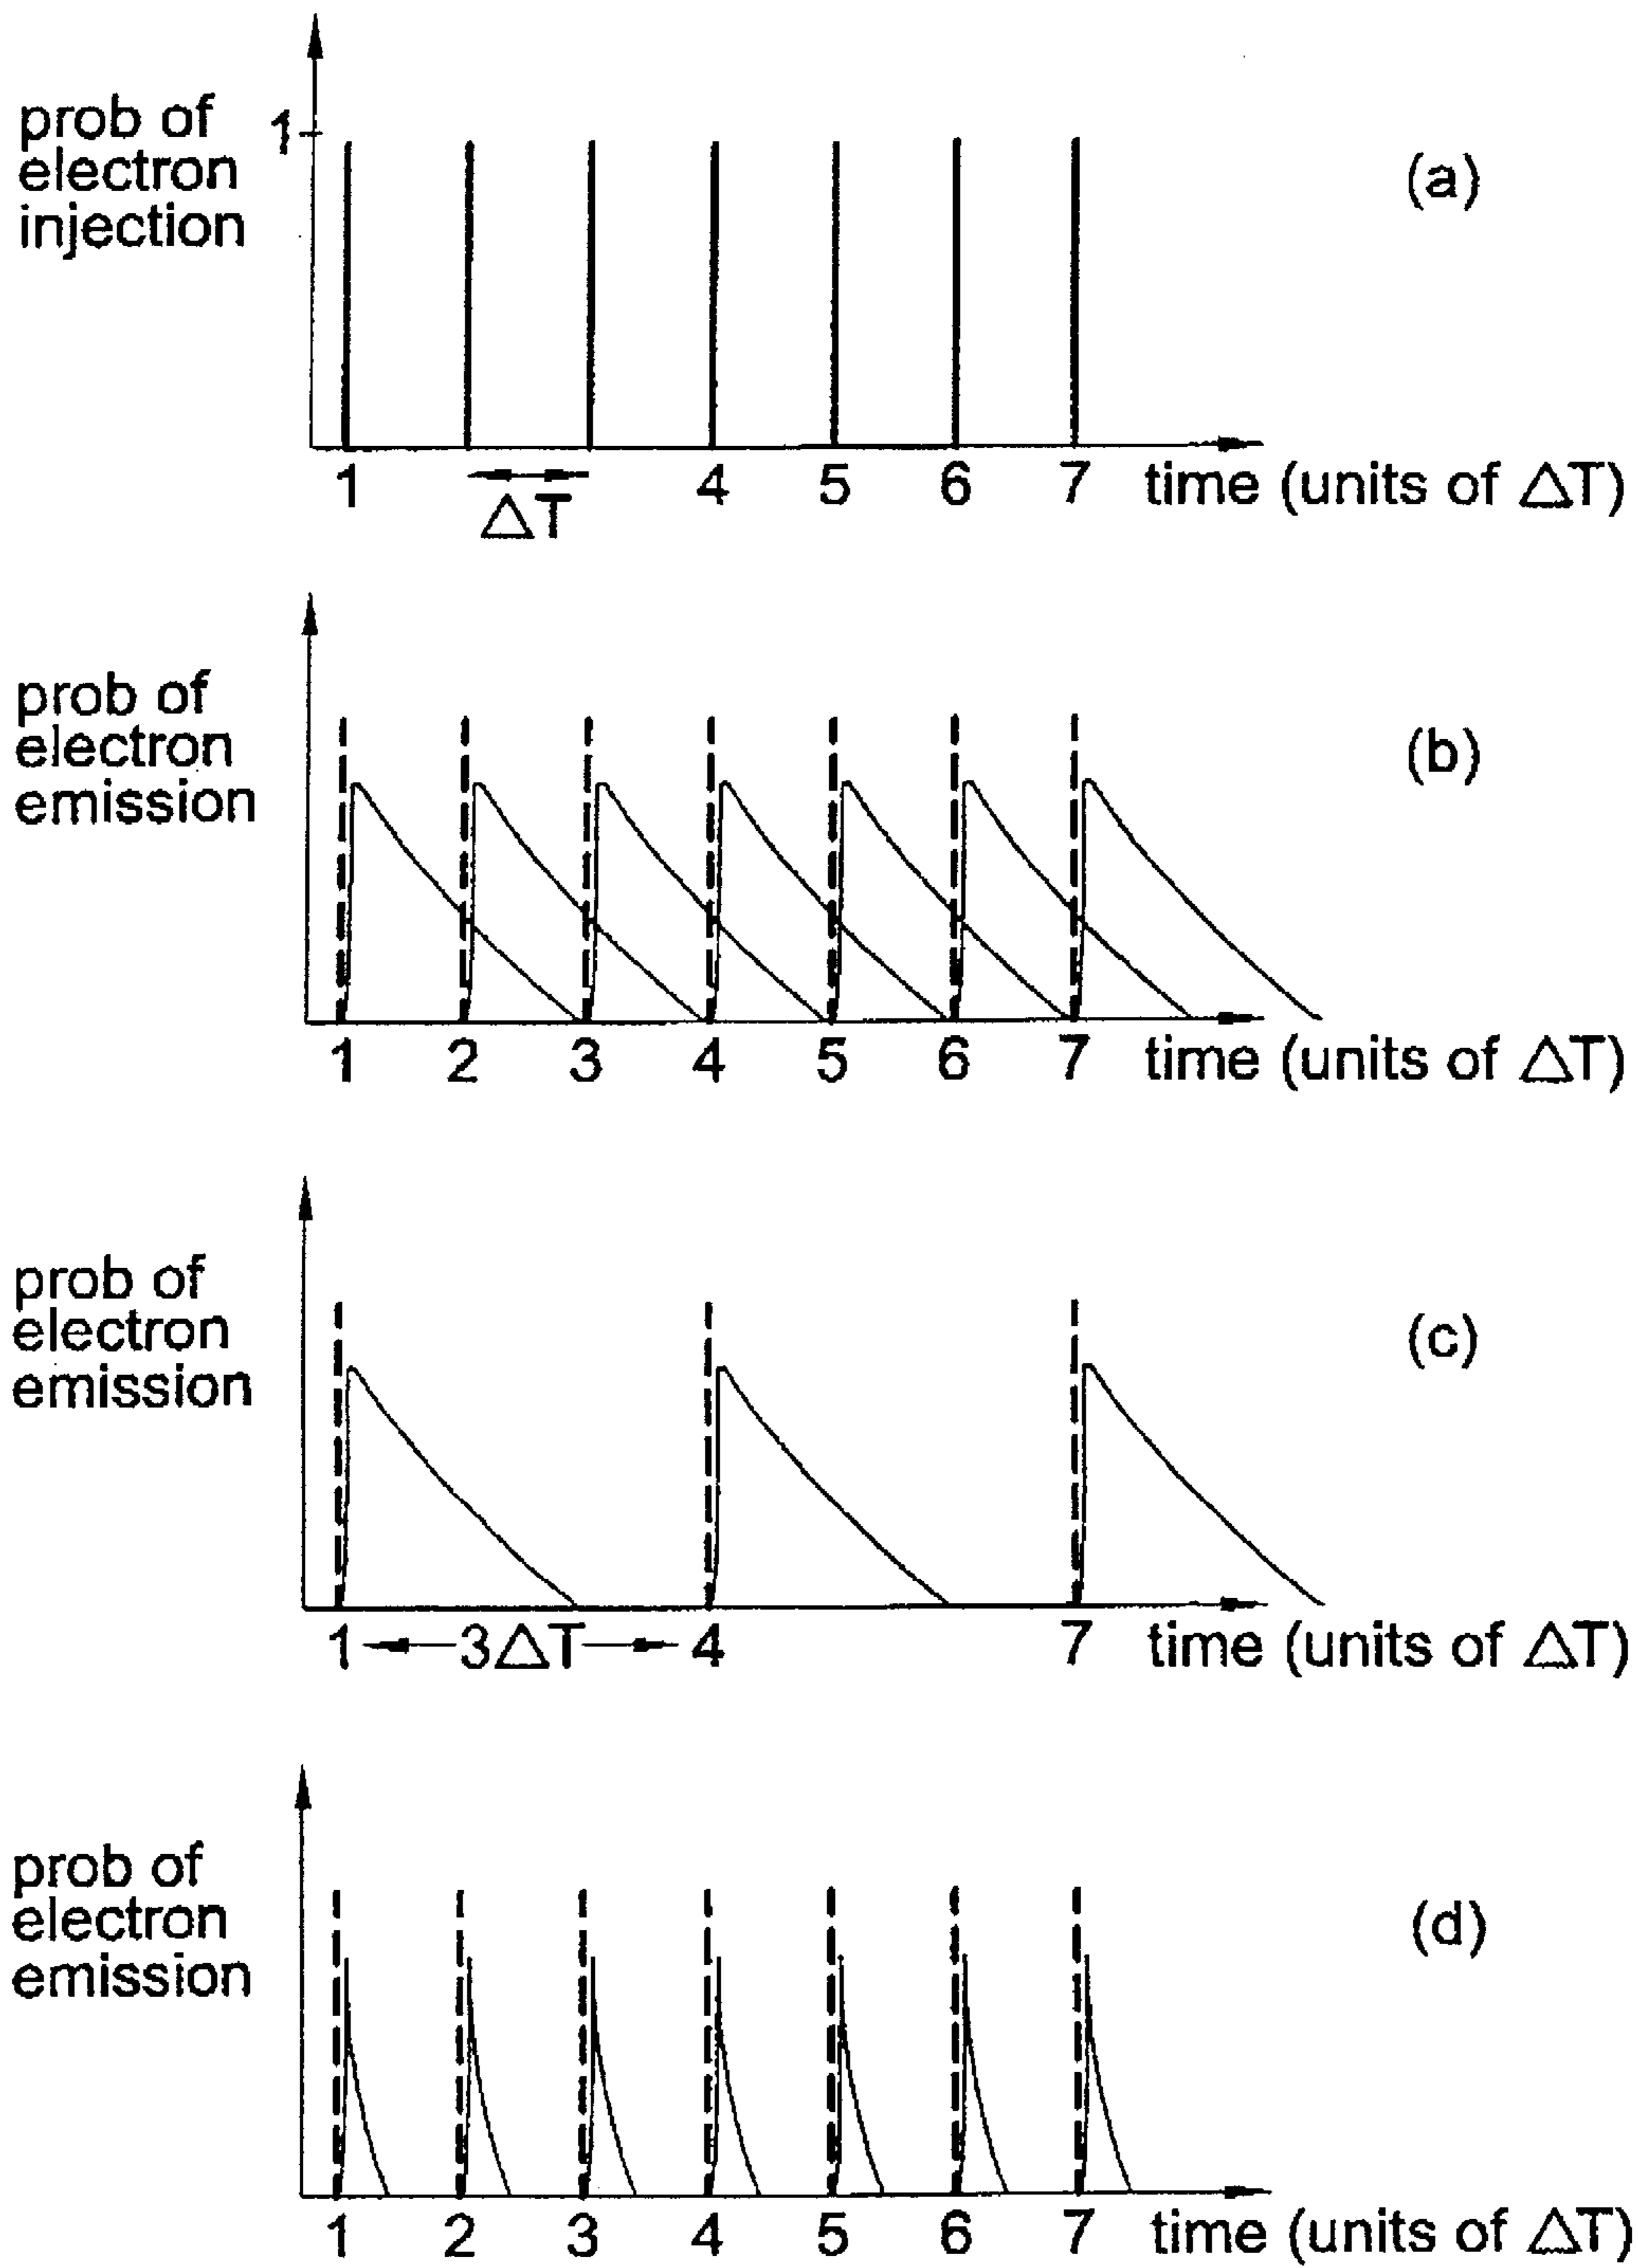 prob of
electron
injection
1
(a)
1 4 5 6 7 time (units of ΔT)
ΔT
prob of
electron
emission
(b)
1 2 3 4 5 6 7 time (units of ΔT)
prob of
electron
emission
(c)
1 3ΔT 4 7 time (units of ΔT)
prob of
electron
emission
(d)
1 2 3 4 5 6 7 time (units of ΔT)